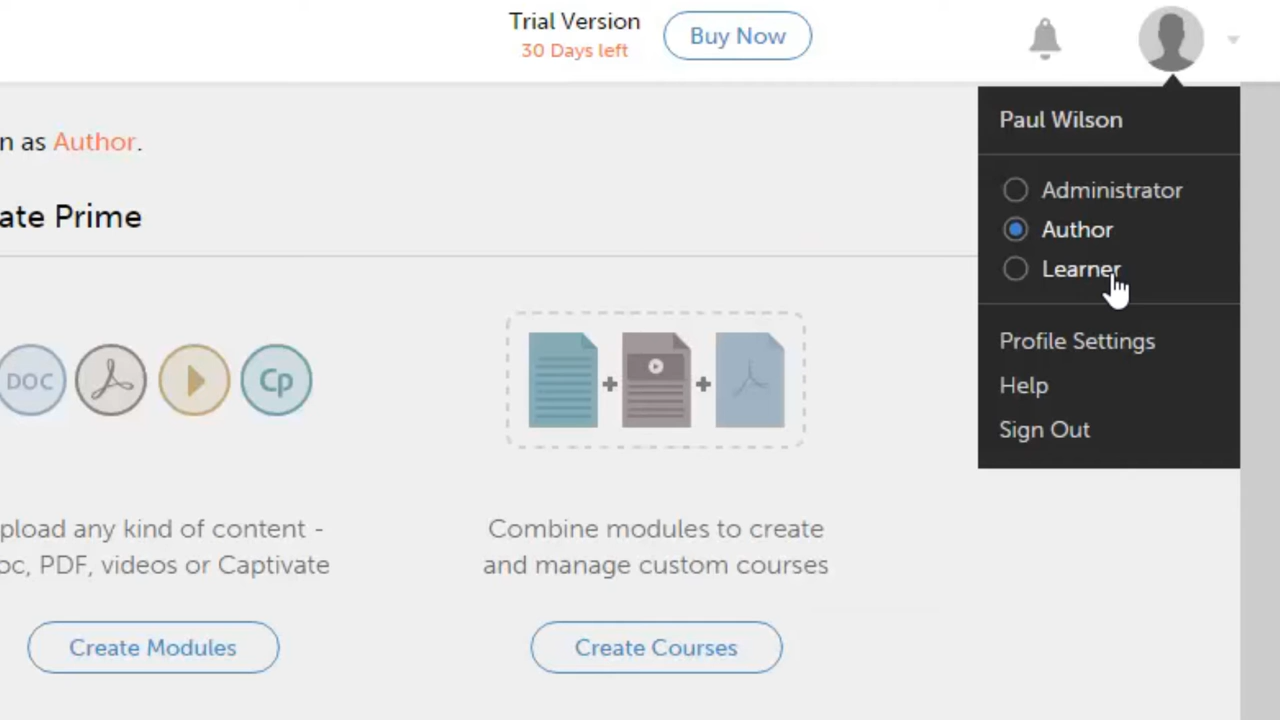 Trial Version
30 Days left
Buy Now
Paul Wilson
n as Author.
Administrator
ate Prime
Author
Learner
Profile Settings
DOC
Cp
Help
Sign Out
pload any kind of content -
oc, PDF, videos or Captivate
Combine modules to create
and manage custom courses
Create Modules
Create Courses